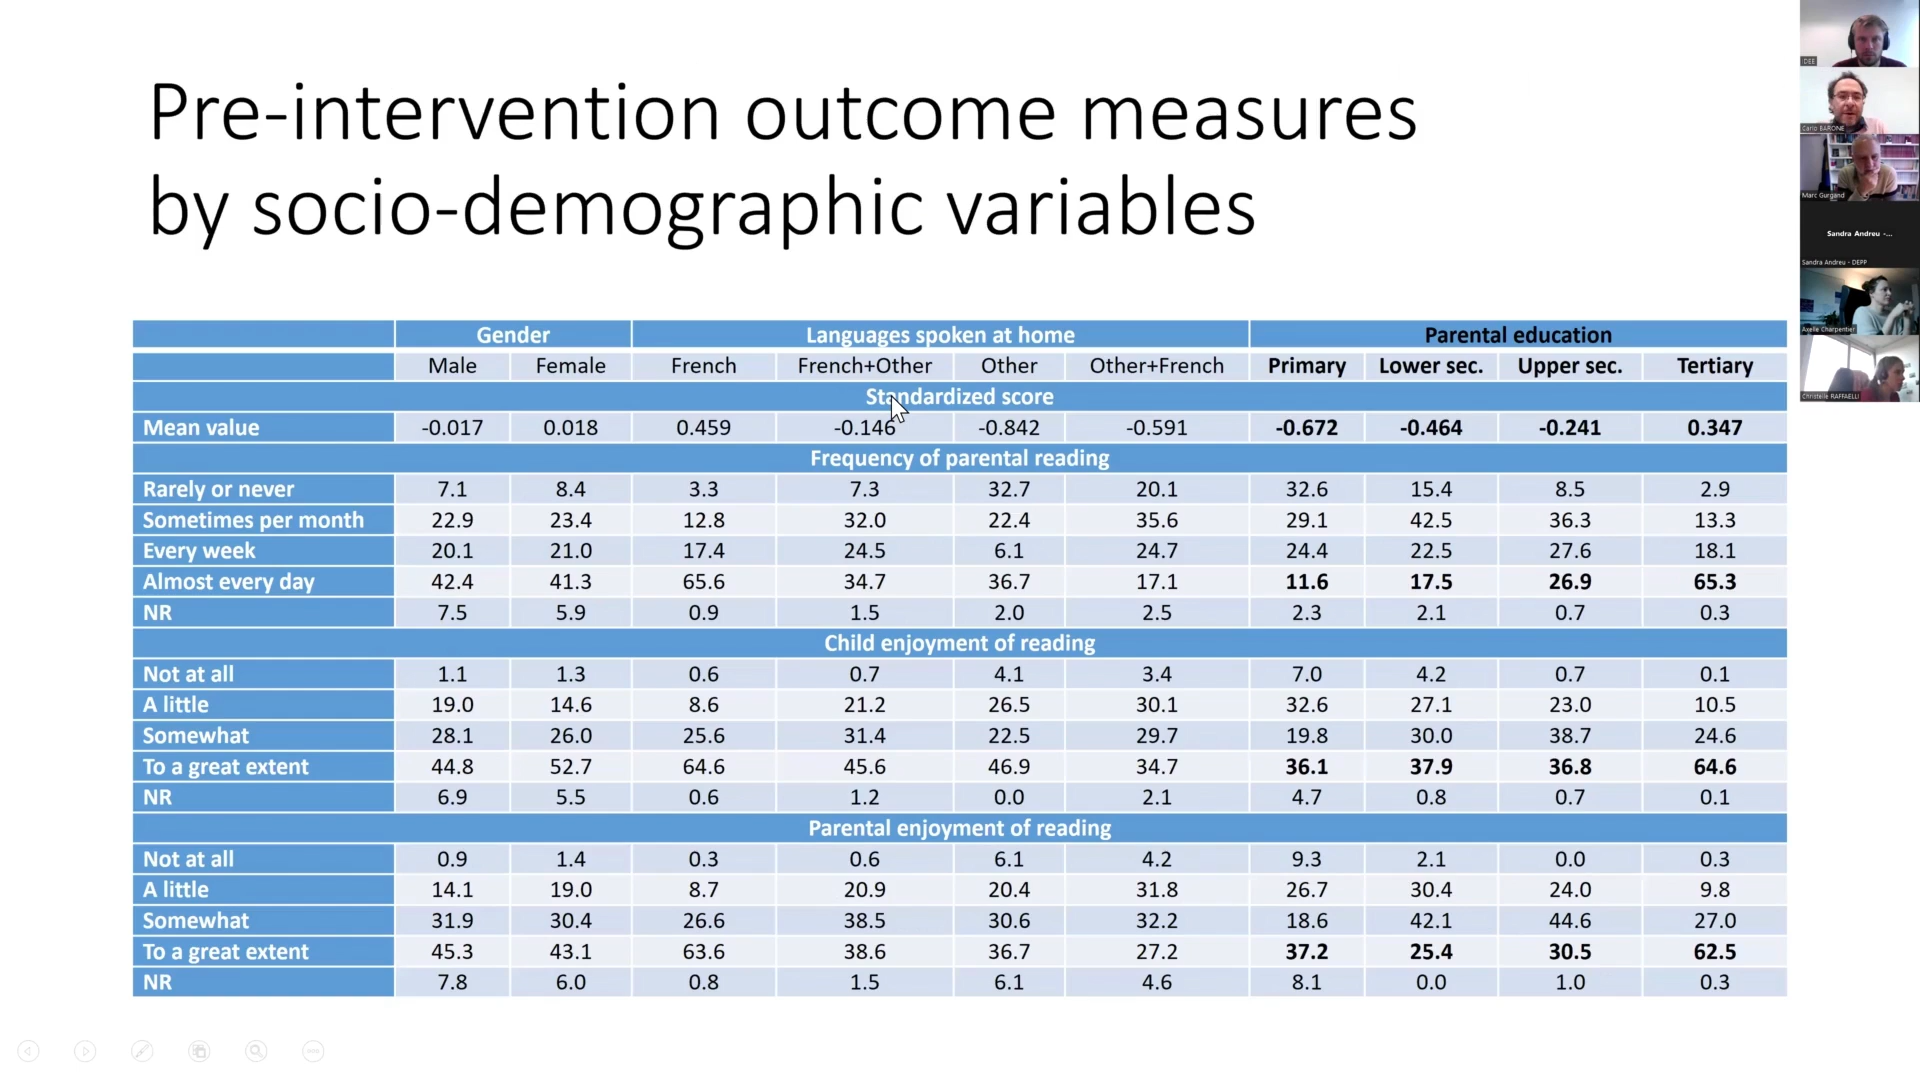 Pre-intervention outcome measures
by socio-demographic variables
Gender Languages spoken at home Parental education
Male Female French French+Other Other Other+French Primary Lower sec. Upper sec. Tertiary
Standardized score
Mean value -0.017 0.018 0.459 -0.146 -0.842 -0.591 -0.672 -0.464 -0.241 0.347
Frequency of parental reading
Rarely or never 7.1 8.4 3.3 7.3 32.7 20.1 32.6 15.4 8.5 2.9
Sometimes per month 22.9 23.4 12.8 32.0 22.4 35.6 29.1 42.5 36.3 13.3
Every week 20.1 21.0 17.4 24.5 6.1 24.7 24.4 22.5 27.6 18.1
Almost every day 42.4 41.3 65.6 34.7 36.7 17.1 11.6 17.5 26.9 65.3
NR 7.5 5.9 0.9 1.5 2.0 2.5 2.3 2.1 0.7 0.3
Child enjoyment of reading
Not at all 1.1 1.3 0.6 0.7 4.1 3.4 7.0 4.2 0.7 0.1
A little 19.0 14.6 8.6 21.2 26.5 30.1 32.6 27.1 23.0 10.5
Somewhat 28.1 26.0 25.6 31.4 22.5 29.7 19.8 30.0 38.7 24.6
To a great extent 44.8 52.7 64.6 45.6 46.9 34.7 36.1 37.9 36.8 64.6
NR 6.9 5.5 0.6 1.2 0.0 2.1 4.7 0.8 0.7 0.1
Parental enjoyment of reading
Not at all 0.9 1.4 0.3 0.6 6.1 4.2 9.3 2.1 0.0 0.3
A little 14.1 19.0 8.7 20.9 20.4 31.8 26.7 30.4 24.0 9.8
Somewhat 31.9 30.4 26.6 38.5 30.6 32.2 18.6 42.1 44.6 27.0
To a great extent 45.3 43.1 63.6 38.6 36.7 27.2 37.2 25.4 30.5 62.5
NR 7.8 6.0 0.8 1.5 6.1 4.6 8.1 0.0 1.0 0.3
DEE
Carlo BARONE
Marc Gurgand
Sandra Andreu -...
Sandra Andreu - DEPP
Axelle Charpentier
Christelle RAFFAELLI